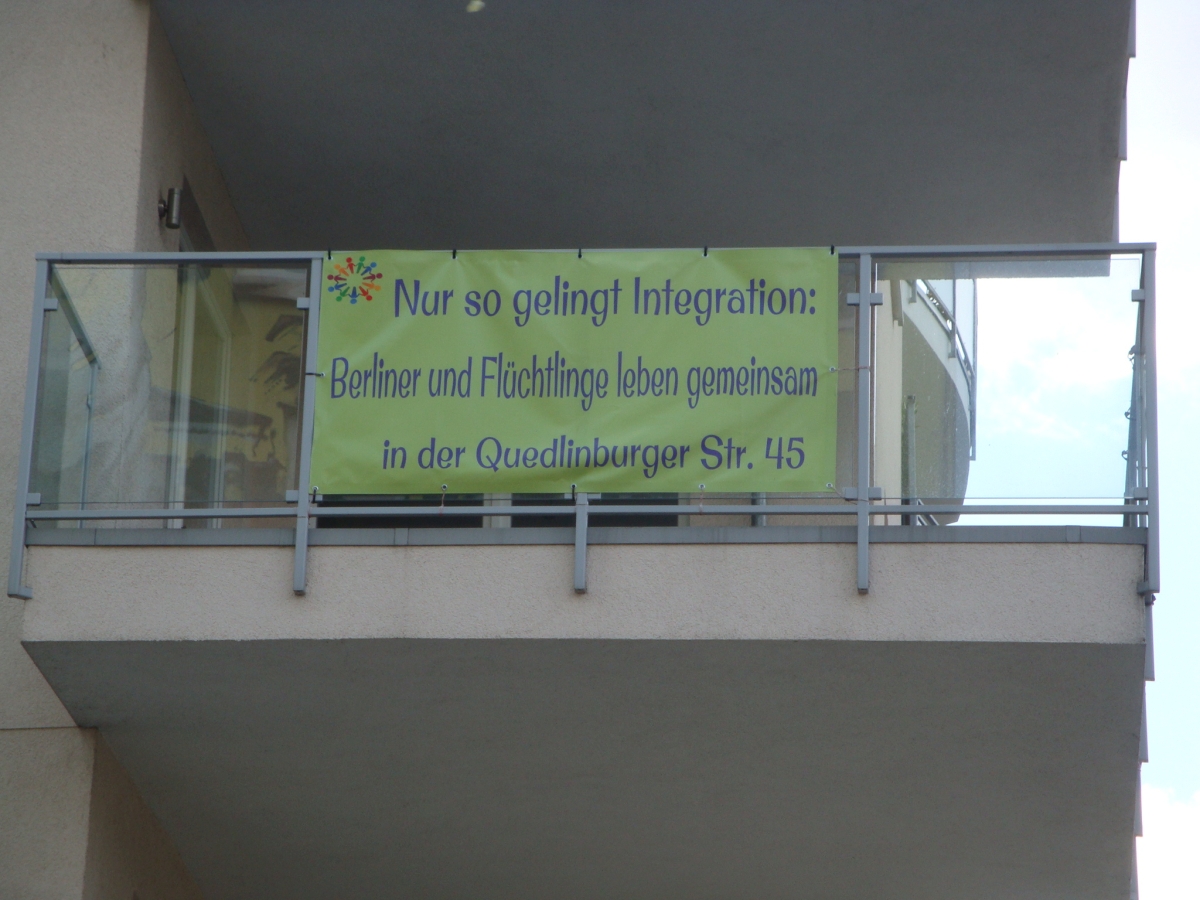 Nur so gelingt Integration:
Berliner und Flüchtlinge leben gemeinsam
in der Quedlinburger Str. 45